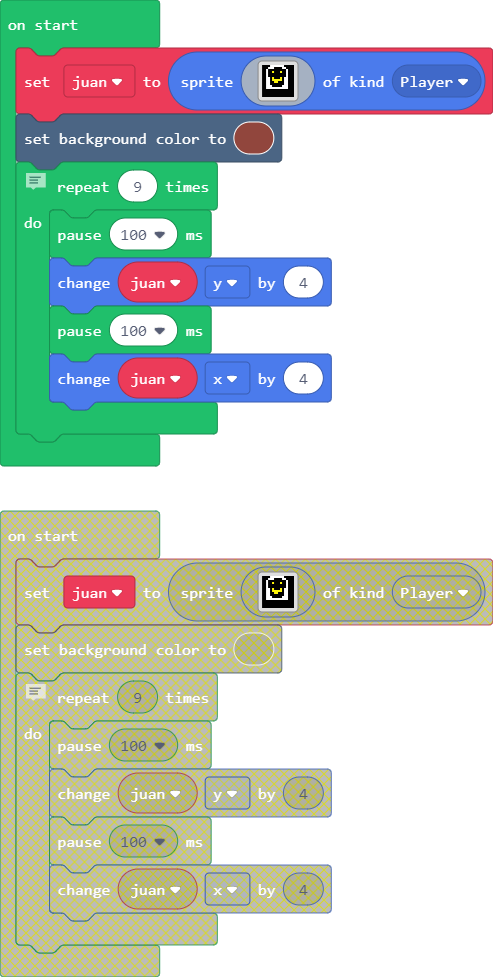 on start
set juan to sprite of kind Player
set background color to
repeat 9 times
do
pause 100 ms
change juan y by 4
pause 100 ms
change juan x by 4
on start
set juan to sprite of kind Player
set background color to
repeat 9 times
do
pause 100 ms
change juan y by 4
pause 100 ms
change juan x by 4